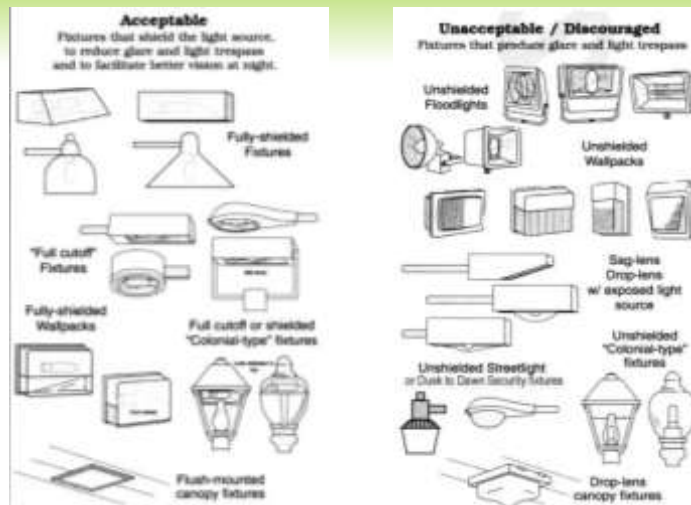 Acceptable
Fixtures that shield the light source,
to reduce glare and light trespass
and to facilitate better vision at night.
Fully-shielded
Fixtures
"Full cutoff"
Fixtures
Fully-shielded
Wallpacks
Full cutoff or shielded
"Colonial-type" fixtures
Flush-mounted
canopy fixtures
Unacceptable / Discouraged
Fixtures that produce glare and light trespass
Unshielded
Floodlights
Unshielded
Wallpacks
Sag-lens
Drop-lens
w/ exposed light
source
Unshielded
"Colonial-type"
fixtures
Unshielded Streetlight
or Dusk to Dawn Security fixtures
Drop-lens
canopy fixtures